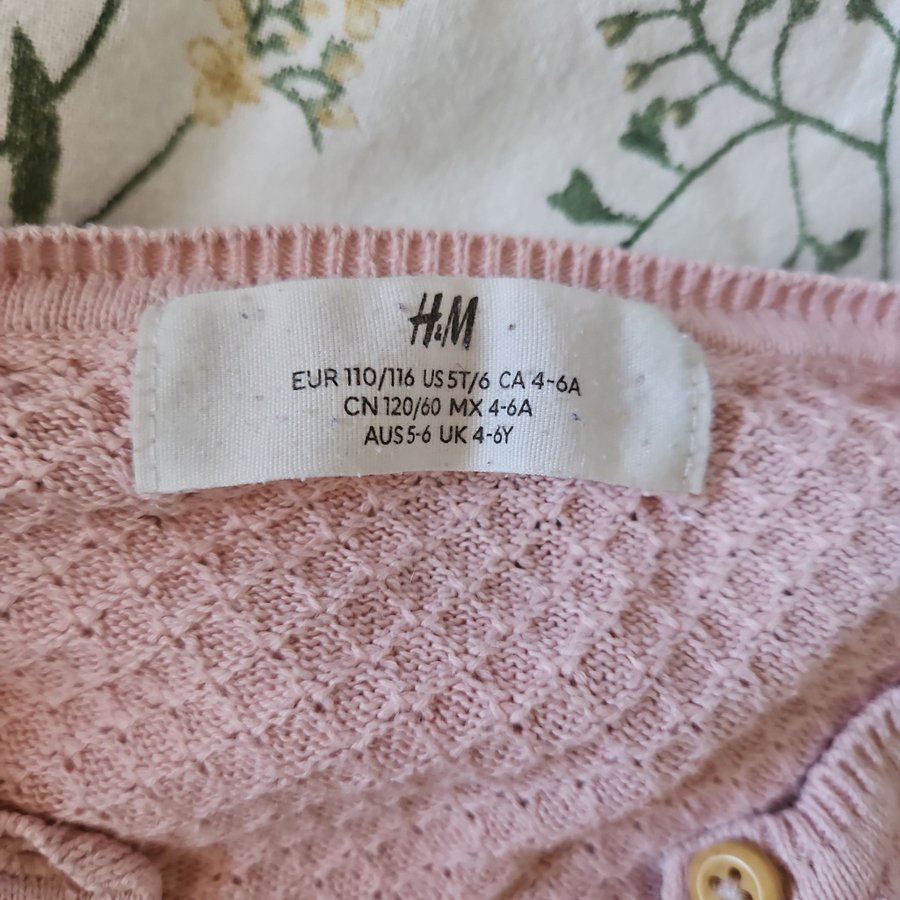 H&M
EUR 110/116 US 5T/6 CA 4-6A
CN 120/60 MX 4-6A
AUS 5-6 UK 4-6Y